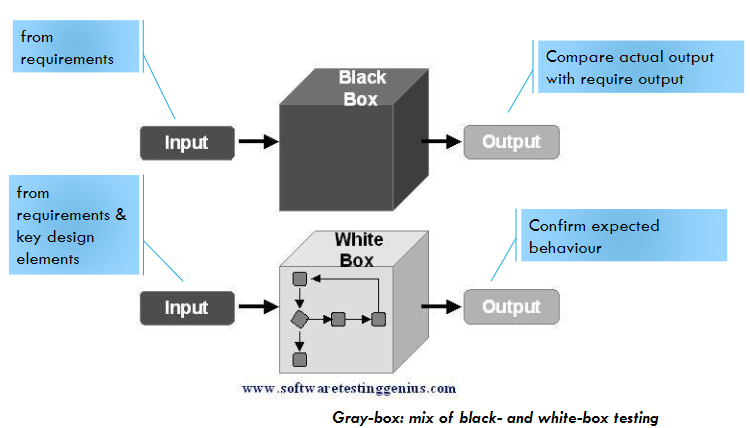 from
requirements
Black
Box
Compare actual output
with require output
Input
Output
from
requirements &
key design
elements
White
Box
Confirm expected
behaviour
Input
Output
www.softwaretestinggenius.com
Gray-box: mix of black- and white-box testing